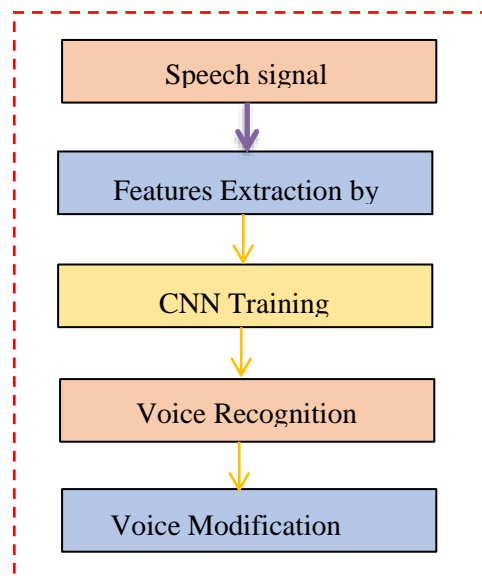 Speech signal
Features Extraction by
CNN Training
Voice Recognition
Voice Modification